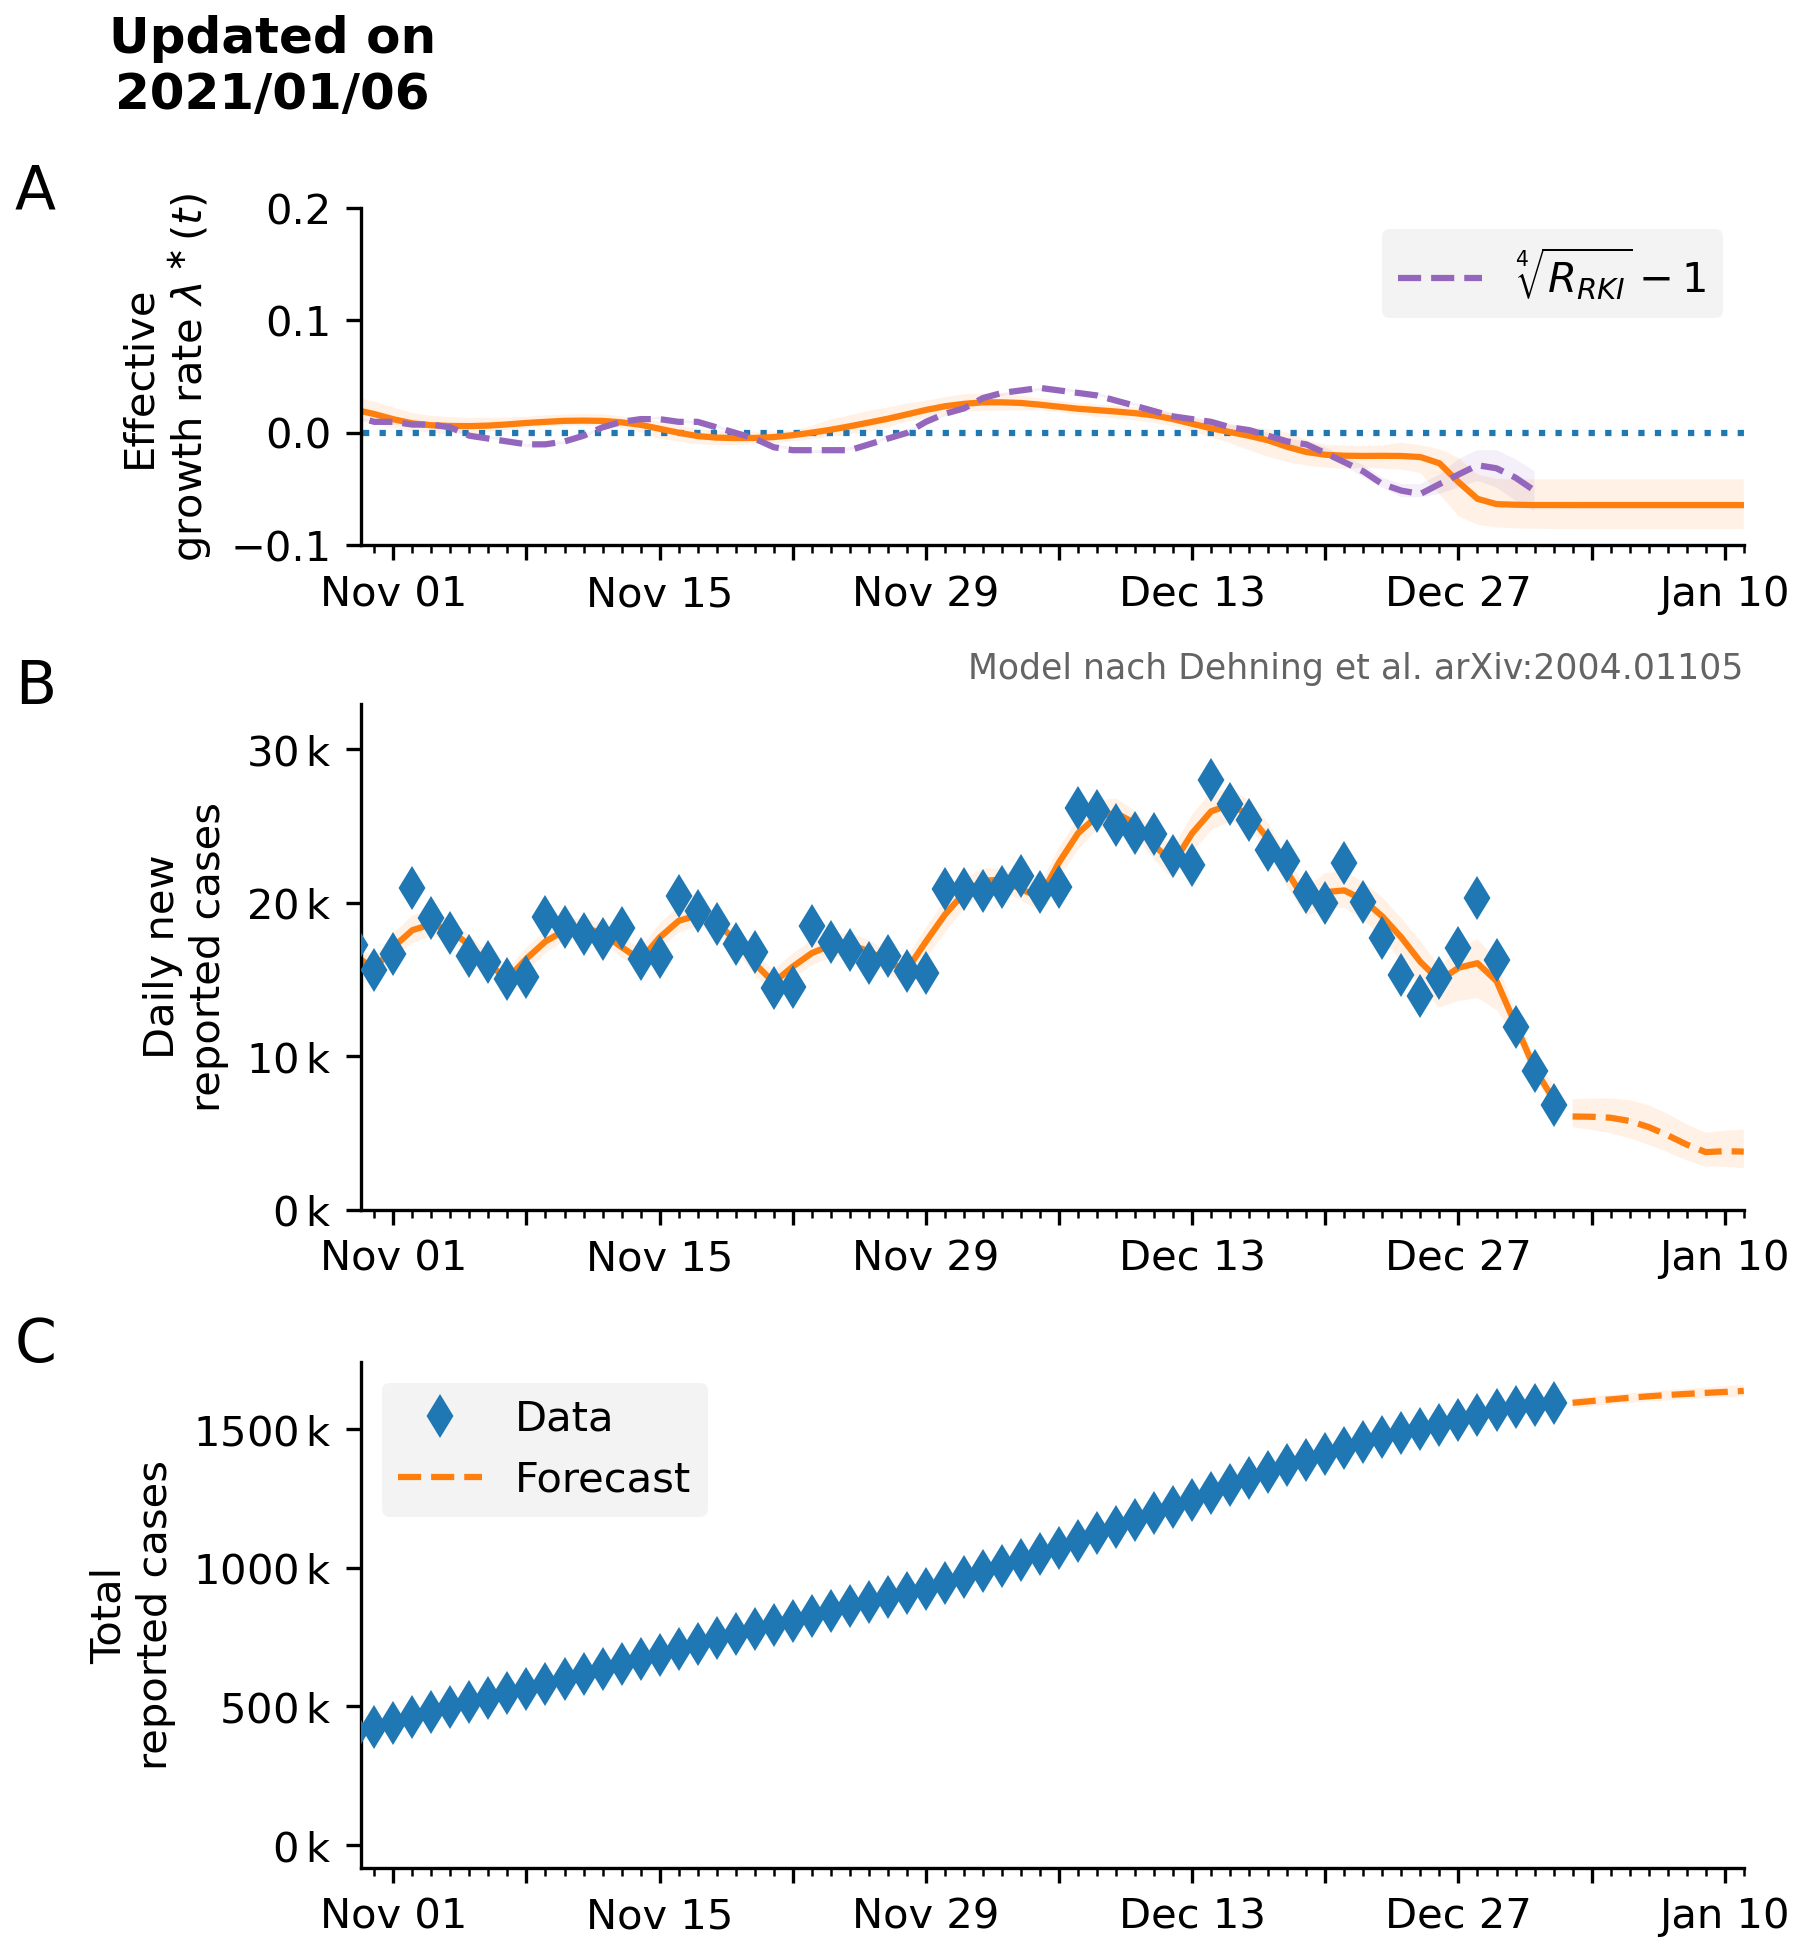 Updated on
2021/01/06
A
Effective
growth rate λ * (t)
0.2
0.1
0.0
−0.1
∜R_RKI − 1
Nov 01 Nov 15 Nov 29 Dec 13 Dec 27 Jan 10
Model nach Dehning et al. arXiv:2004.01105
B
Daily new
reported cases
30 k
20 k
10 k
0 k
Nov 01 Nov 15 Nov 29 Dec 13 Dec 27 Jan 10
C
Total
reported cases
1500 k
1000 k
500 k
0 k
Data
Forecast
Nov 01 Nov 15 Nov 29 Dec 13 Dec 27 Jan 10